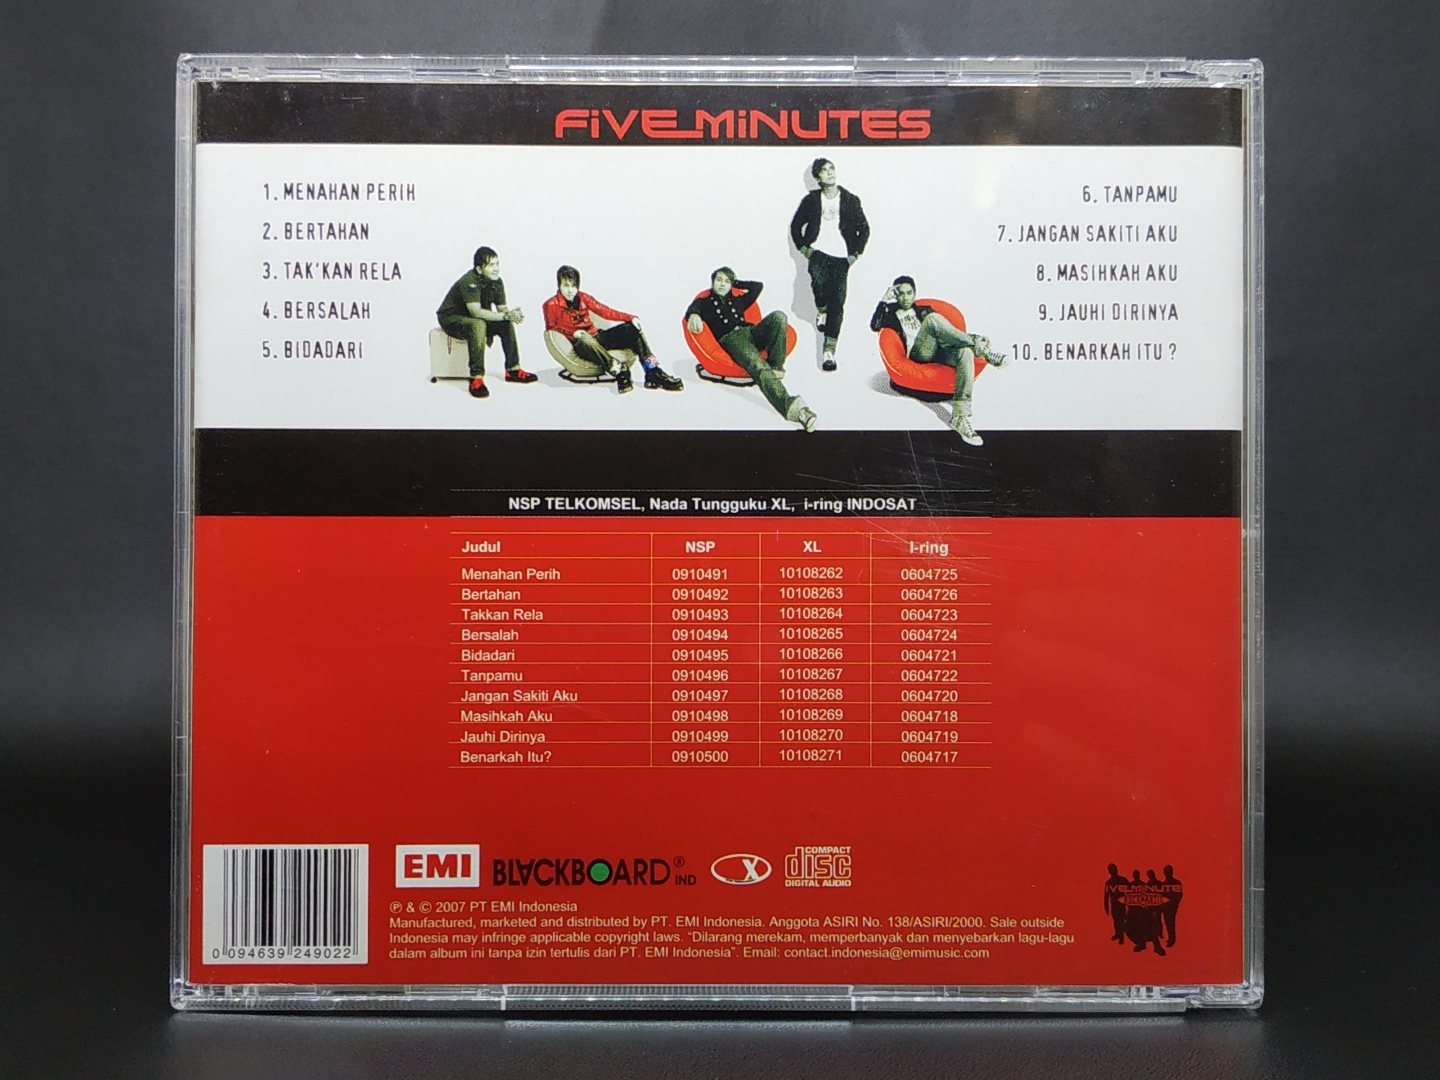 FiVE MiNUTES
1. MENAHAN PERIH
2. BERTAHAN
3. TAK'KAN RELA
4. BERSALAH
5. BIDADARI
6. TANPAMU
7. JANGAN SAKITI AKU
8. MASIHKAH AKU
9. JAUHI DIRINYA
10. BENARKAH ITU ?
NSP TELKOMSEL, Nada Tungguku XL, i-ring INDOSAT
Judul NSP XL I-ring
Menahan Perih 0910491 10108262 0604725
Bertahan 0910492 10108263 0604726
Takkan Rela 0910493 10108264 0604723
Bersalah 0910494 10108265 0604724
Bidadari 0910495 10108266 0604721
Tanpamu 0910496 10108267 0604722
Jangan Sakiti Aku 0910497 10108268 0604720
Masihkah Aku 0910498 10108269 0604718
Jauhi Dirinya 0910499 10108270 0604719
Benarkah Itu? 0910500 10108271 0604717
0 094639 249022
EMI BLACKBOARD ® IND X COMPACT disc DIGITAL AUDIO
℗ & © 2007 PT EMI Indonesia
Manufactured, marketed and distributed by PT. EMI Indonesia. Anggota ASIRI No. 138/ASIRI/2000. Sale outside
Indonesia may infringe applicable copyright laws. "Dilarang merekam, memperbanyak dan menyebarkan lagu-lagu
dalam album ini tanpa izin tertulis dari PT. EMI Indonesia". Email: contact.indonesia@emimusic.com
IVE MINUTE